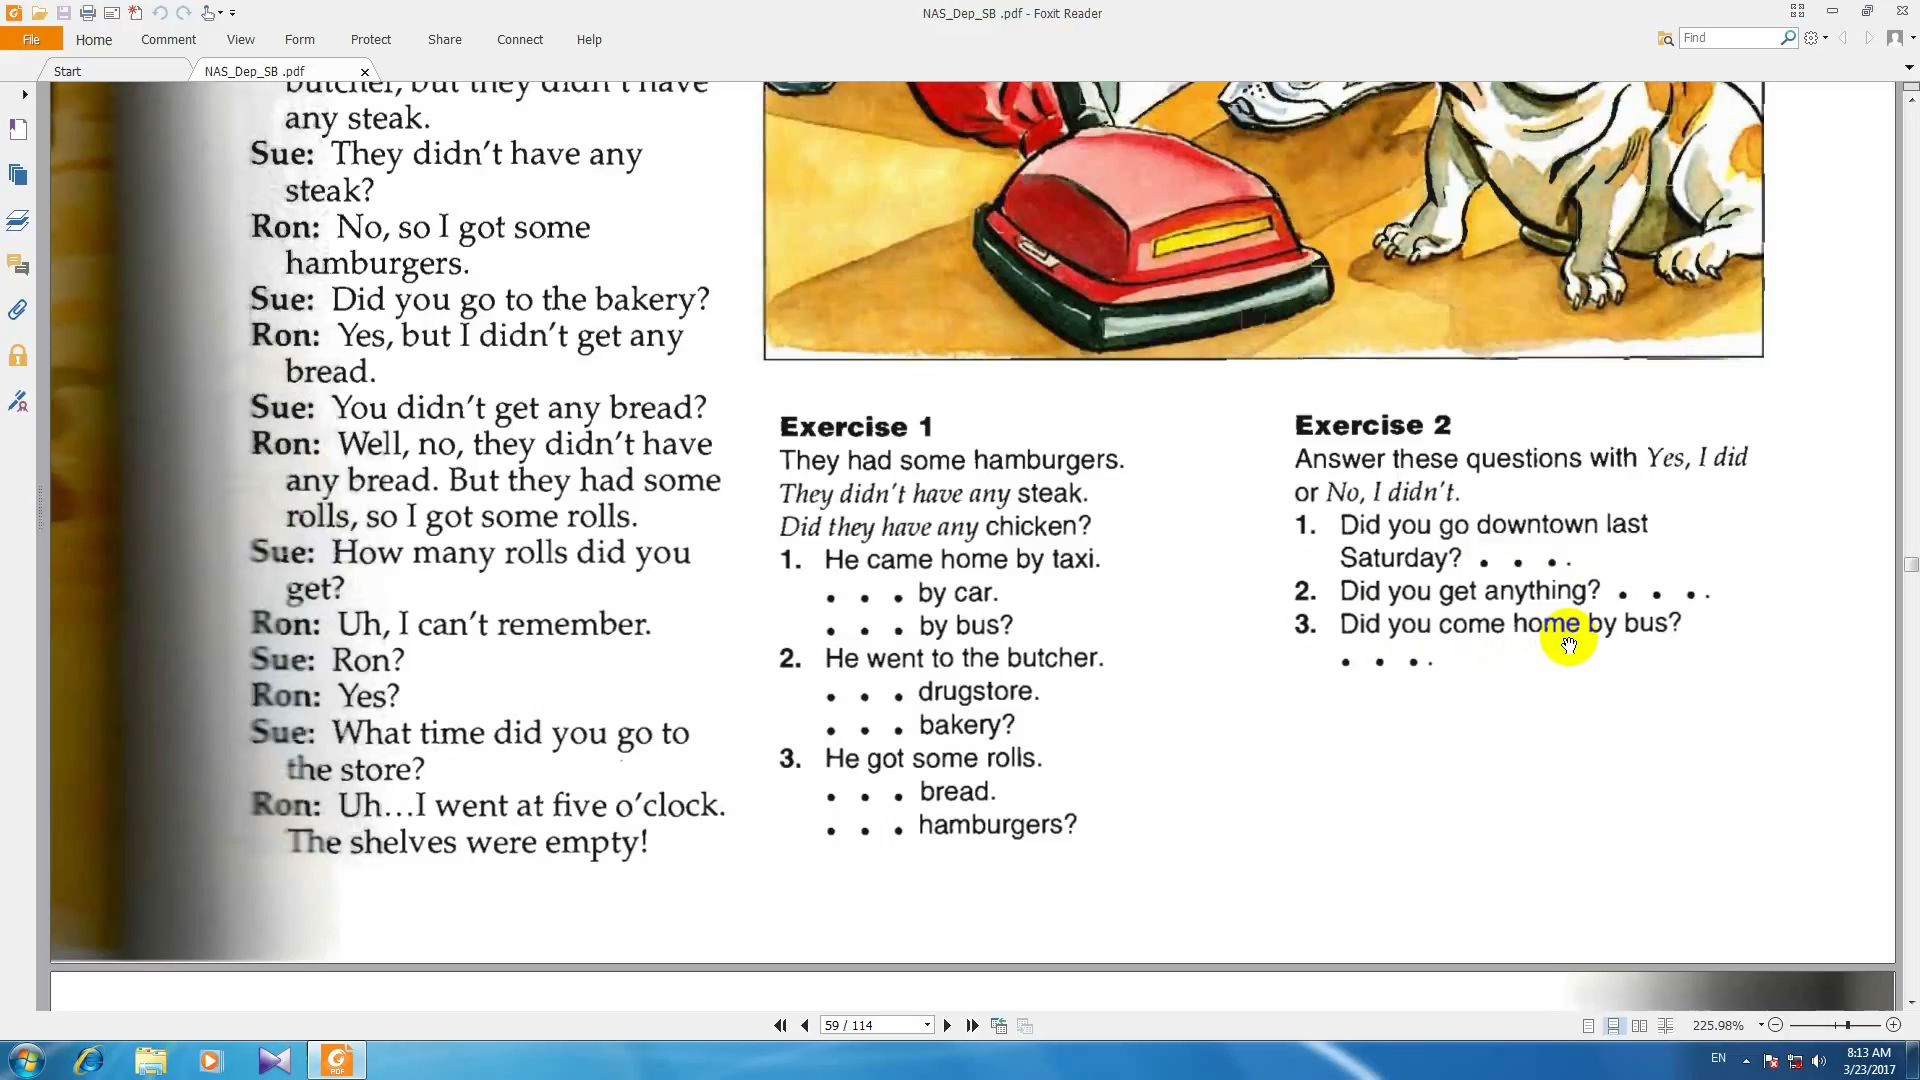 NAS_Dep_SB .pdf - Foxit Reader
File Home Comment View Form Protect Share Connect Help
Find
Start NAS_Dep_SB .pdf
butcher, but they didn't have
any steak.
Sue: They didn't have any
steak?
Ron: No, so I got some
hamburgers.
Sue: Did you go to the bakery?
Ron: Yes, but I didn't get any
bread.
Sue: You didn't get any bread?
Ron: Well, no, they didn't have
any bread. But they had some
rolls, so I got some rolls.
Sue: How many rolls did you
get?
Ron: Uh, I can't remember.
Sue: Ron?
Ron: Yes?
Sue: What time did you go to
the store?
Ron: Uh...I went at five o'clock.
The shelves were empty!
Exercise 1
They had some hamburgers.
They didn't have any steak.
Did they have any chicken?
1. He came home by taxi.
. . . by car.
. . . by bus?
2. He went to the butcher.
. . . drugstore.
. . . bakery?
3. He got some rolls.
. . . bread.
. . . hamburgers?
Exercise 2
Answer these questions with Yes, I did
or No, I didn't.
1. Did you go downtown last
Saturday? . . . .
2. Did you get anything? . . . .
3. Did you come home by bus?
. . . .
59 / 114
225.98%
PDF
EN
8:13 AM
3/23/2017